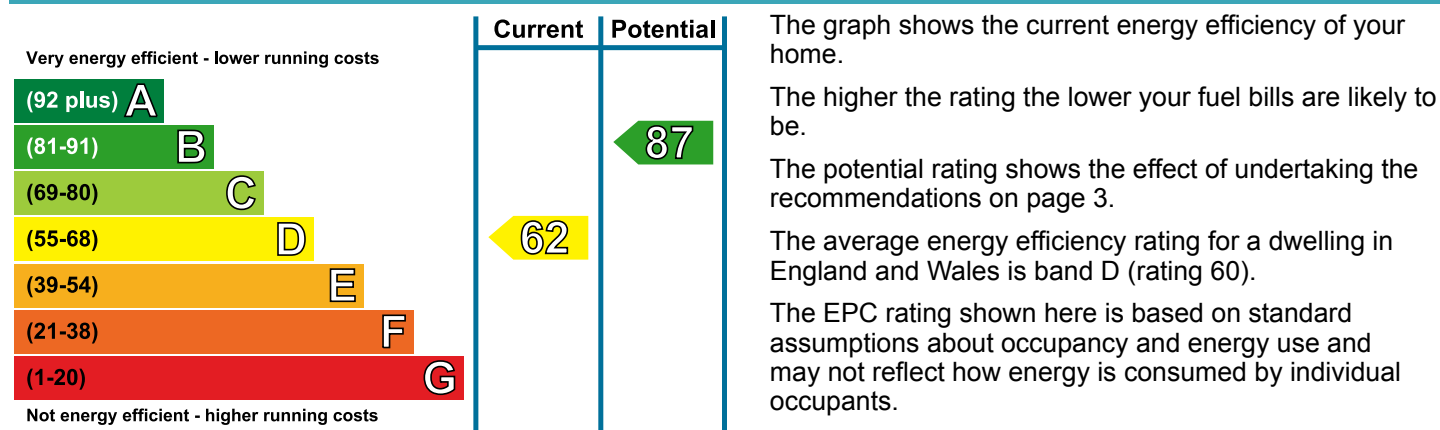 Current Potential
Very energy efficient - lower running costs
(92 plus) A
(81-91) B
87
(69-80) C
(55-68) D
62
(39-54) E
(21-38) F
(1-20) G
Not energy efficient - higher running costs
The graph shows the current energy efficiency of your
home.
The higher the rating the lower your fuel bills are likely to
be.
The potential rating shows the effect of undertaking the
recommendations on page 3.
The average energy efficiency rating for a dwelling in
England and Wales is band D (rating 60).
The EPC rating shown here is based on standard
assumptions about occupancy and energy use and
may not reflect how energy is consumed by individual
occupants.